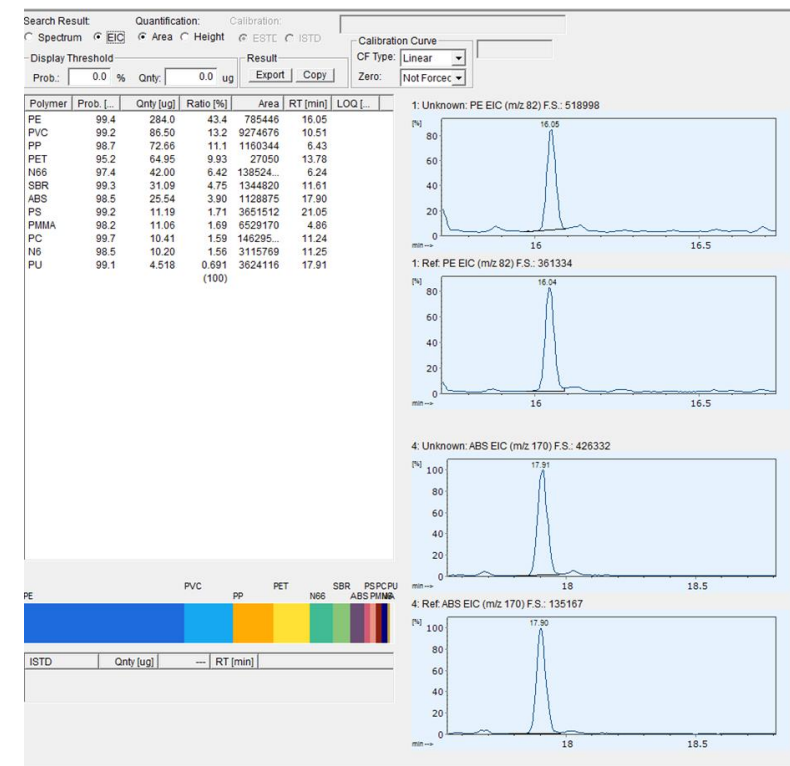 Search Result: Quantification: Calibration:
Spectrum EIC Area Height ESTD ISTD
Calibration Curve
CF Type: Linear
Zero: Not Forcec
Display Threshold
Prob.: 0.0 % Qnty: 0.0 ug
Result
Export Copy
Polymer Prob. [... Qnty [ug] Ratio [%] Area RT [min] LOQ [...
PE 99.4 284.0 43.4 785446 16.05
PVC 99.2 86.50 13.2 9274676 10.51
PP 98.7 72.66 11.1 1160344 6.43
PET 95.2 64.95 9.93 27050 13.78
N66 97.4 42.00 6.42 138524... 6.24
SBR 99.3 31.09 4.75 1344820 11.61
ABS 98.5 25.54 3.90 1128875 17.90
PS 99.2 11.19 1.71 3651512 21.05
PMMA 98.2 11.06 1.69 6529170 4.86
PC 99.7 10.41 1.59 146295... 11.24
N6 98.5 10.20 1.56 3115769 11.25
PU 99.1 4.518 0.691 3624116 17.91
(100)
PVC PET SBR PS PC PU
PE PP N66 ABS
ISTD Qnty [ug] --- RT [min]
1: Unknown: PE EIC (m/z 82) F.S.: 518998
[%]
16.05
80
60
40
20
0
min-->
16 16.5
1: Ref: PE EIC (m/z 82) F.S.: 361334
[%]
16.04
80
60
40
20
0
min-->
16 16.5
4: Unknown: ABS EIC (m/z 170) F.S.: 426332
[%]
17.91
100
80
60
40
20
0
min-->
18 18.5
4: Ref: ABS EIC (m/z 170) F.S.: 135167
[%]
17.90
100
80
60
40
20
0
min-->
18 18.5